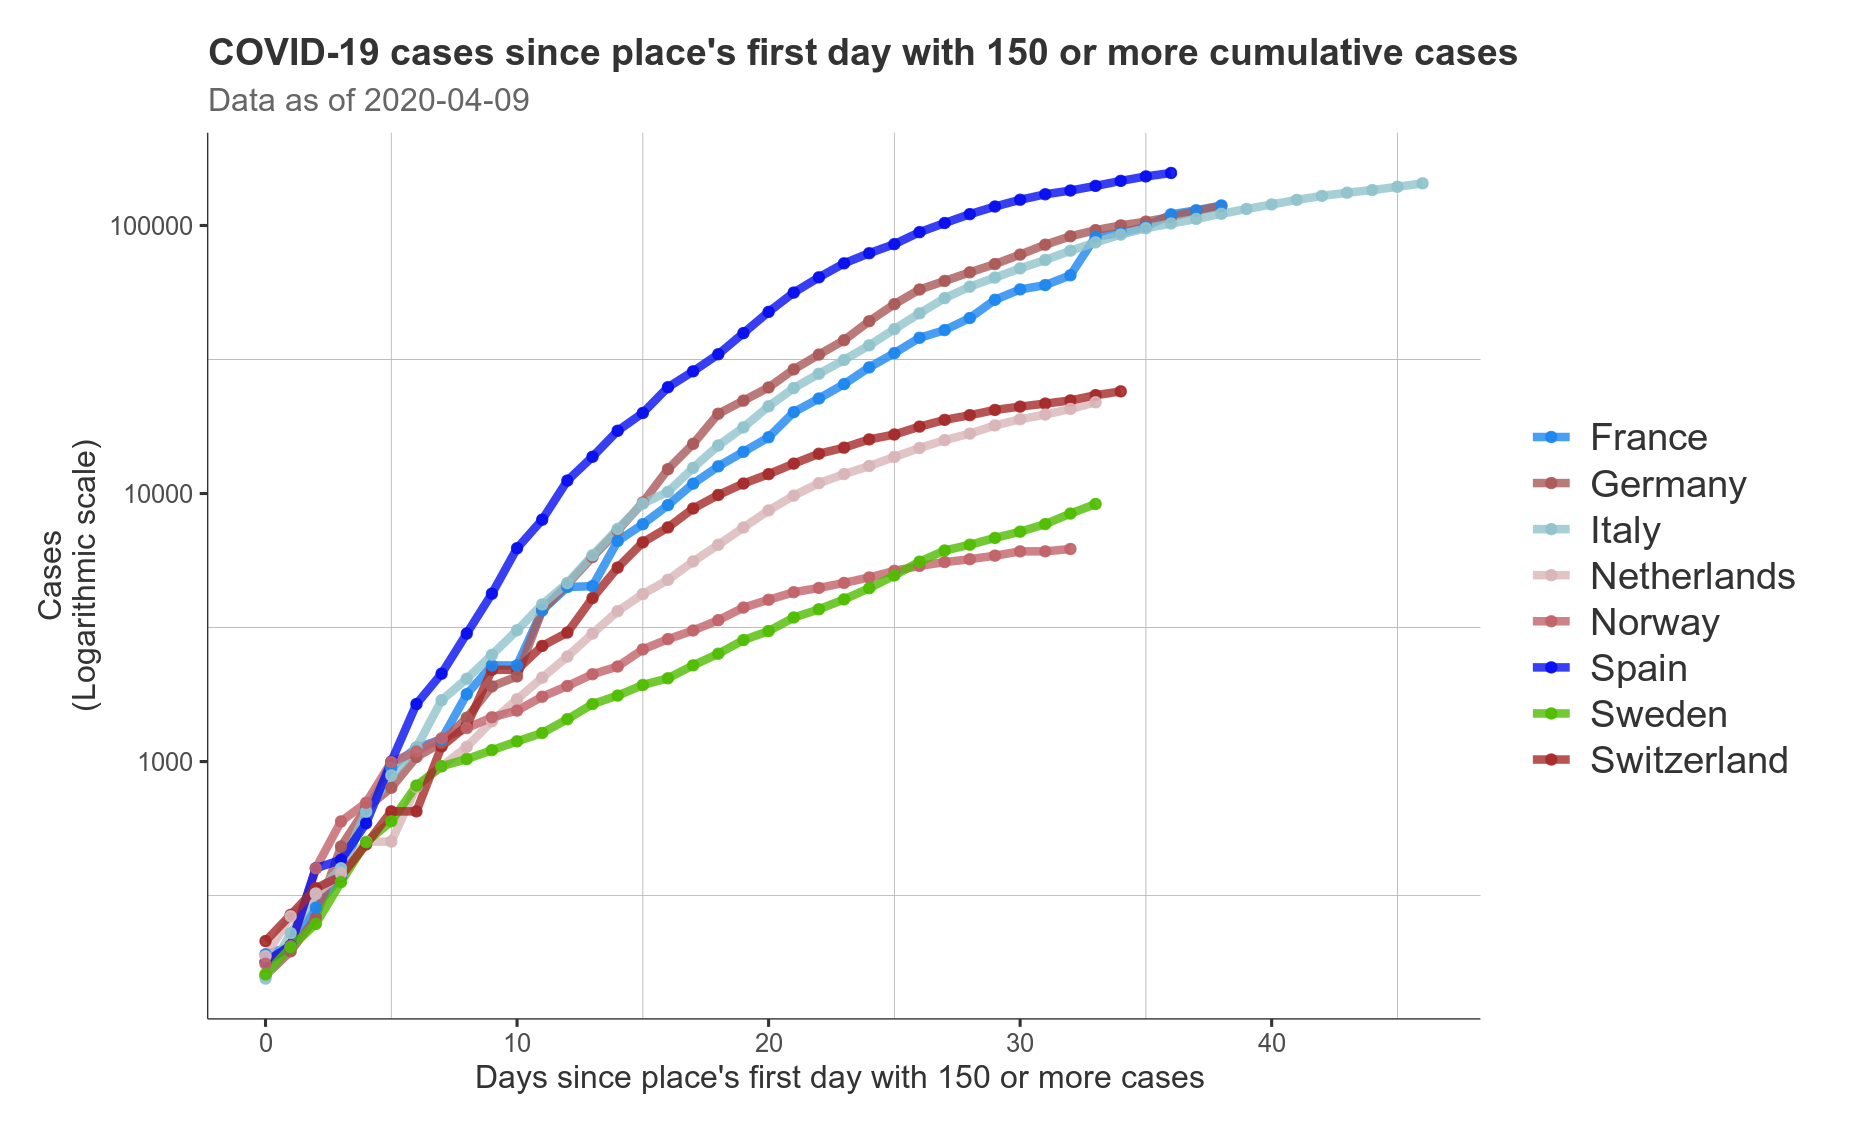 COVID-19 cases since place's first day with 150 or more cumulative cases
Data as of 2020-04-09
Cases
(Logarithmic scale)
100000
10000
1000
0
10
20
30
40
Days since place's first day with 150 or more cases
France
Germany
Italy
Netherlands
Norway
Spain
Sweden
Switzerland